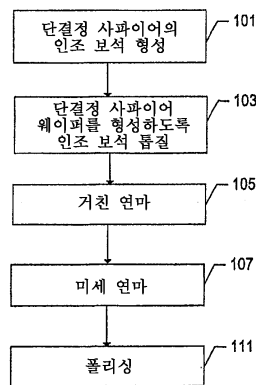 단결정 사파이어의
인조 보석 형성
101
단결정 사파이어
웨이퍼를 형성하도록
인조 보석 톱질
103
거친 연마
105
미세 연마
107
폴리싱
111